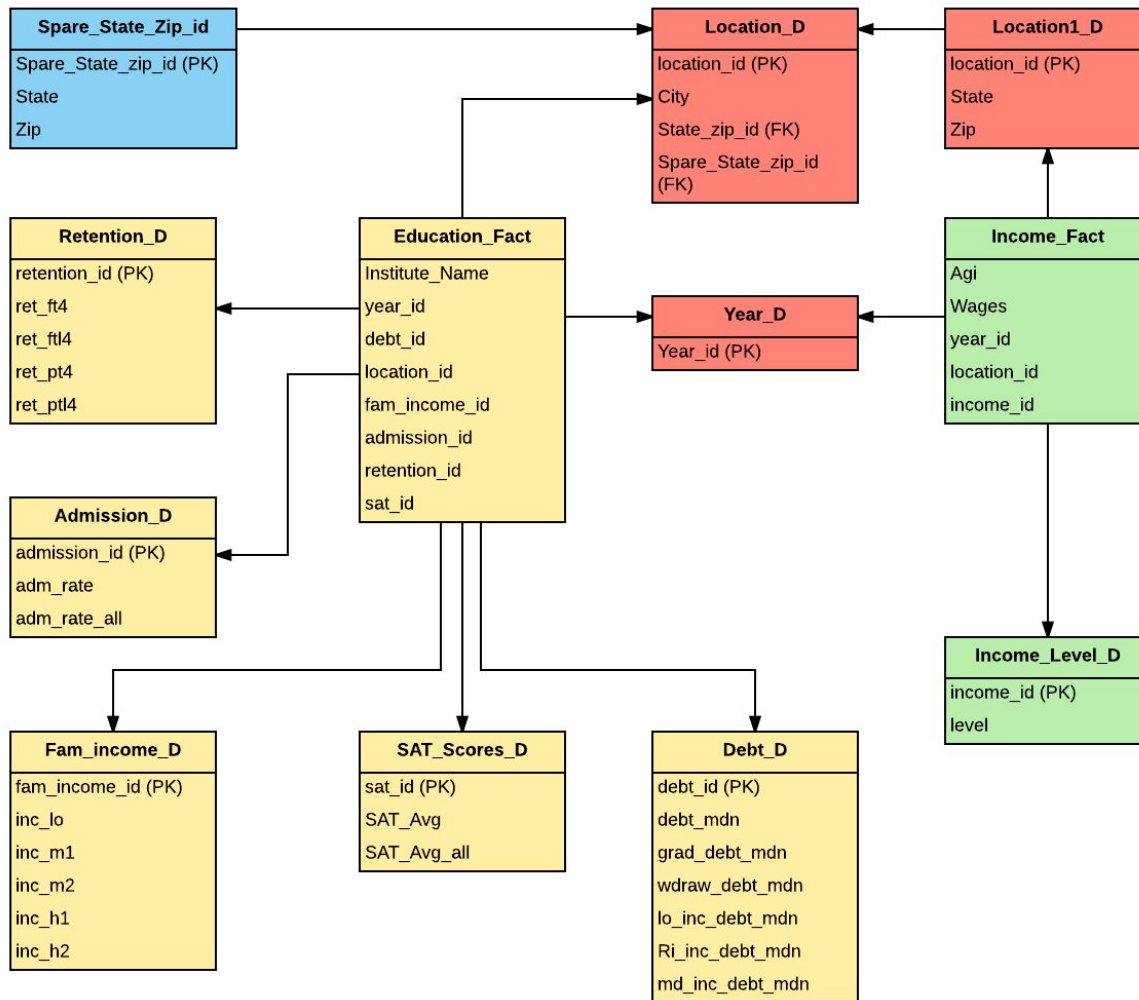 Spare_State_Zip_id
Spare_State_zip_id (PK)
State
Zip
Location_D
location_id (PK)
City
State_zip_id (FK)
Spare_State_zip_id
(FK)
Location1_D
location_id (PK)
State
Zip
Retention_D
retention_id (PK)
ret_ft4
ret_ftl4
ret_pt4
ret_ptl4
Education_Fact
Institute_Name
year_id
debt_id
location_id
fam_income_id
admission_id
retention_id
sat_id
Year_D
Year_id (PK)
Income_Fact
Agi
Wages
year_id
location_id
income_id
Admission_D
admission_id (PK)
adm_rate
adm_rate_all
Income_Level_D
income_id (PK)
level
Fam_income_D
fam_income_id (PK)
inc_lo
inc_m1
inc_m2
inc_h1
inc_h2
SAT_Scores_D
sat_id (PK)
SAT_Avg
SAT_Avg_all
Debt_D
debt_id (PK)
debt_mdn
grad_debt_mdn
wdraw_debt_mdn
lo_inc_debt_mdn
Ri_inc_debt_mdn
md_inc_debt_mdn